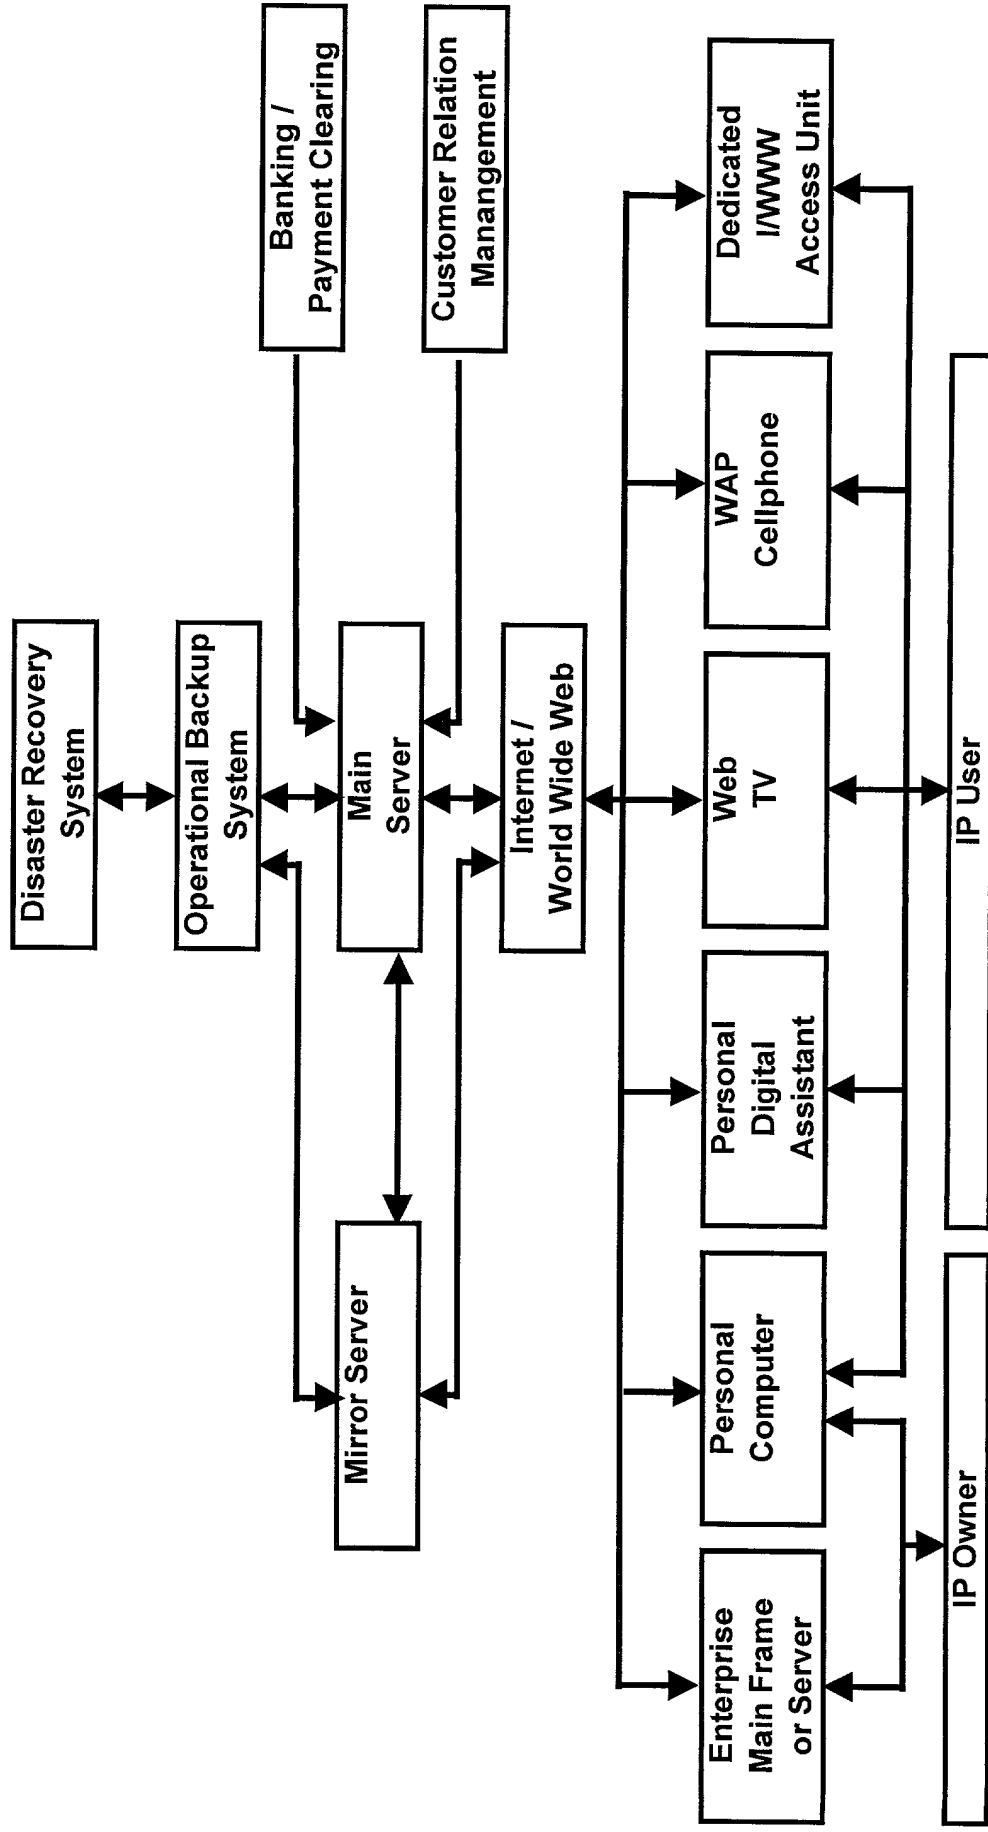 Disaster Recovery
System
Operational Backup
System
Banking /
Payment Clearing
Mirror Server
Main
Server
Customer Relation
Manangement
Internet /
World Wide Web
Enterprise
Main Frame
or Server
Personal
Computer
Personal
Digital
Assistant
Web
TV
WAP
Cellphone
Dedicated
I/WWW
Access Unit
IP Owner
IP User